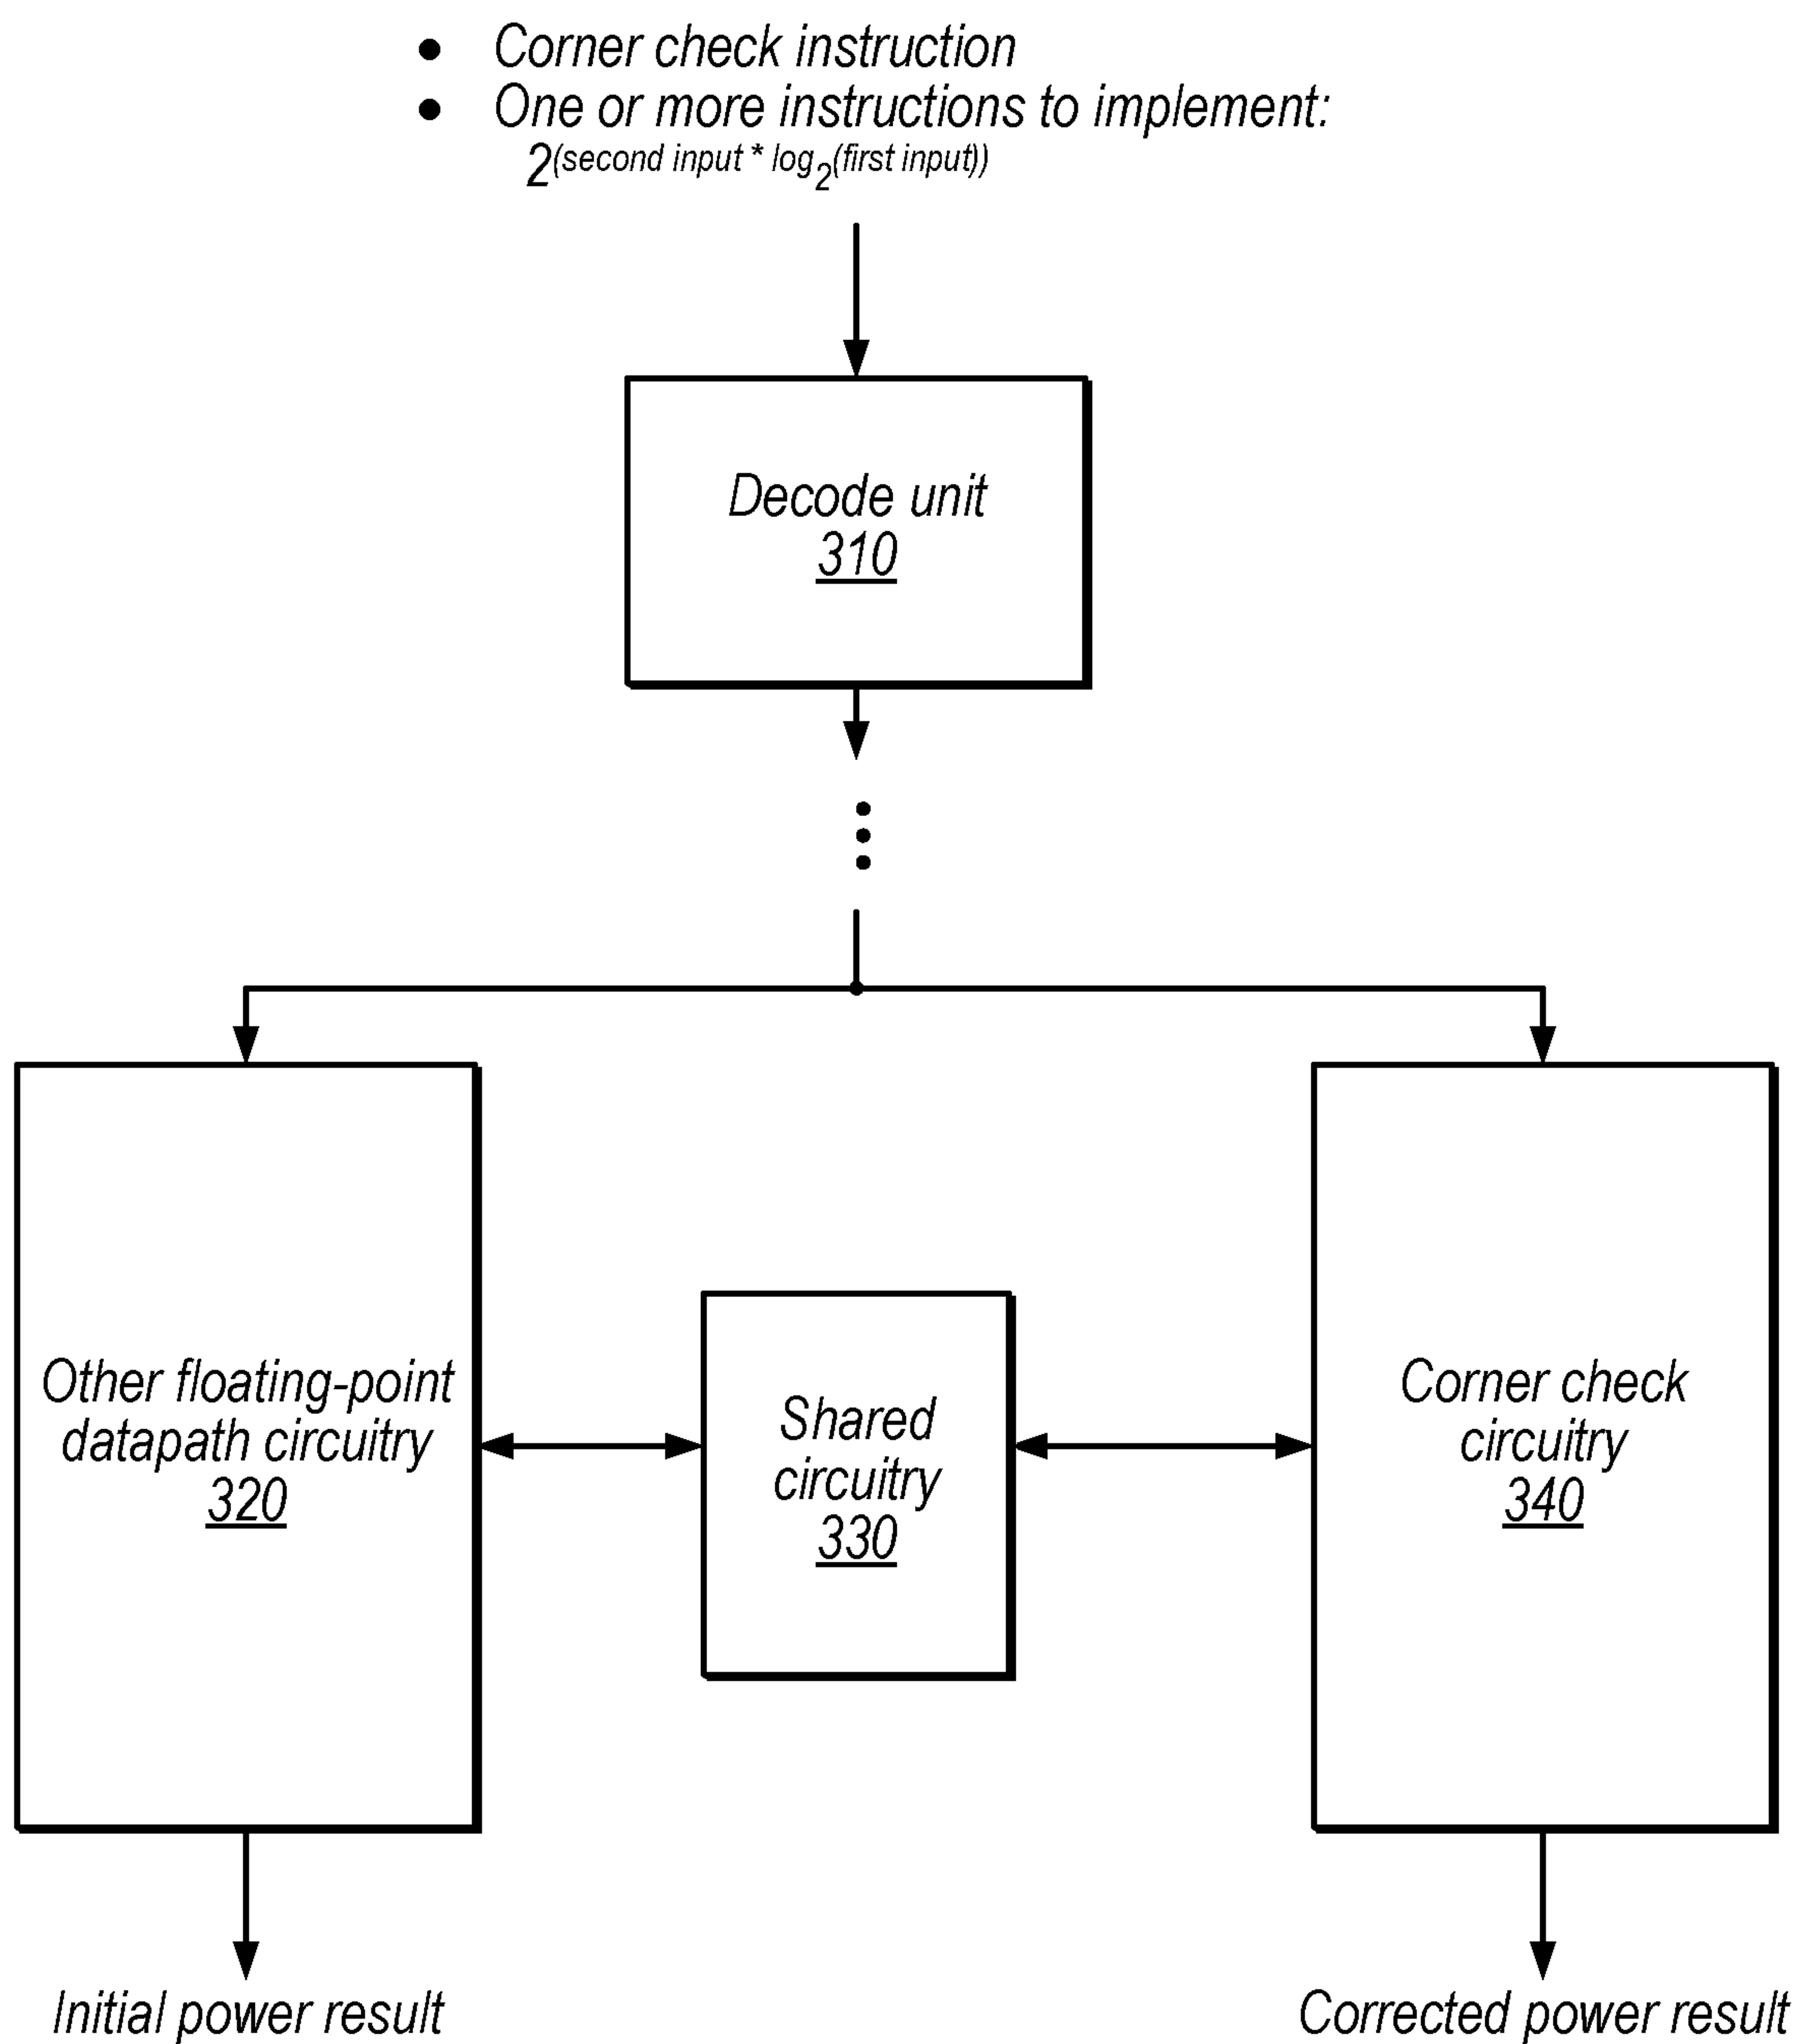 • Corner check instruction
• One or more instructions to implement:
2(second input * log2(first input))
Decode unit
310
Other floating-point
datapath circuitry
320
Shared
circuitry
330
Corner check
circuitry
340
Initial power result
Corrected power result